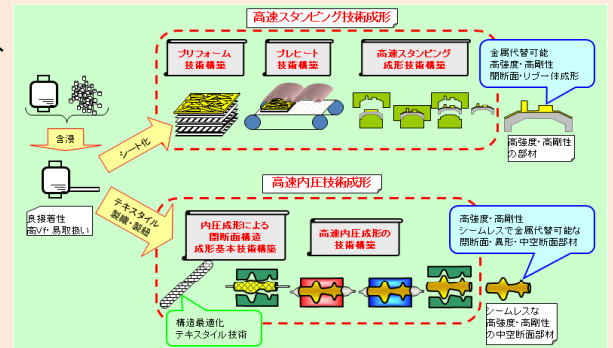 高速スタンピング技術成形
プリフォーム
技術構築
プレヒート
技術構築
高速スタンピング
成形技術構築
金属代替可能
高強度・高剛性
開断面・リブ一体成形
含浸
シート化
高強度・高剛性
の部材
良接着性
高Vf・易取扱い
テキスタイル
製織・製紐
高速内圧技術成形
内圧成形による
閉断面構造
成形基本技術構築
高速内圧成形の
技術構築
高強度・高剛性
シームレスで金属代替可能な
閉断面・異形・中空断面部材
構造最適化
テキスタイル技術
シームレスな
高強度・高剛性
の中空断面部材